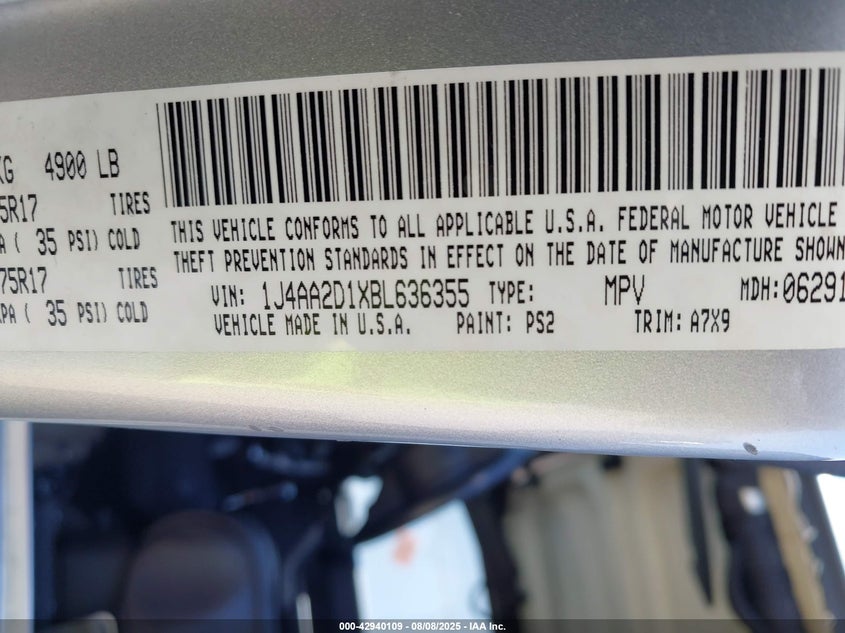 KG 4900 LB
5R17 TIRES
PA ( 35 PSI) COLD
75R17 TIRES
KPA ( 35 PSI) COLD
THIS VEHICLE CONFORMS TO ALL APPLICABLE U.S.A. FEDERAL MOTOR VEHICLE
THEFT PREVENTION STANDARDS IN EFFECT ON THE DATE OF MANUFACTURE SHOWN
VIN: 1J4AA2D1XBL636355 TYPE: MPV MDH: 06291
VEHICLE MADE IN U.S.A. PAINT: PS2 TRIM: A7X9
000-42940109 - 08/08/2025 - IAA Inc.